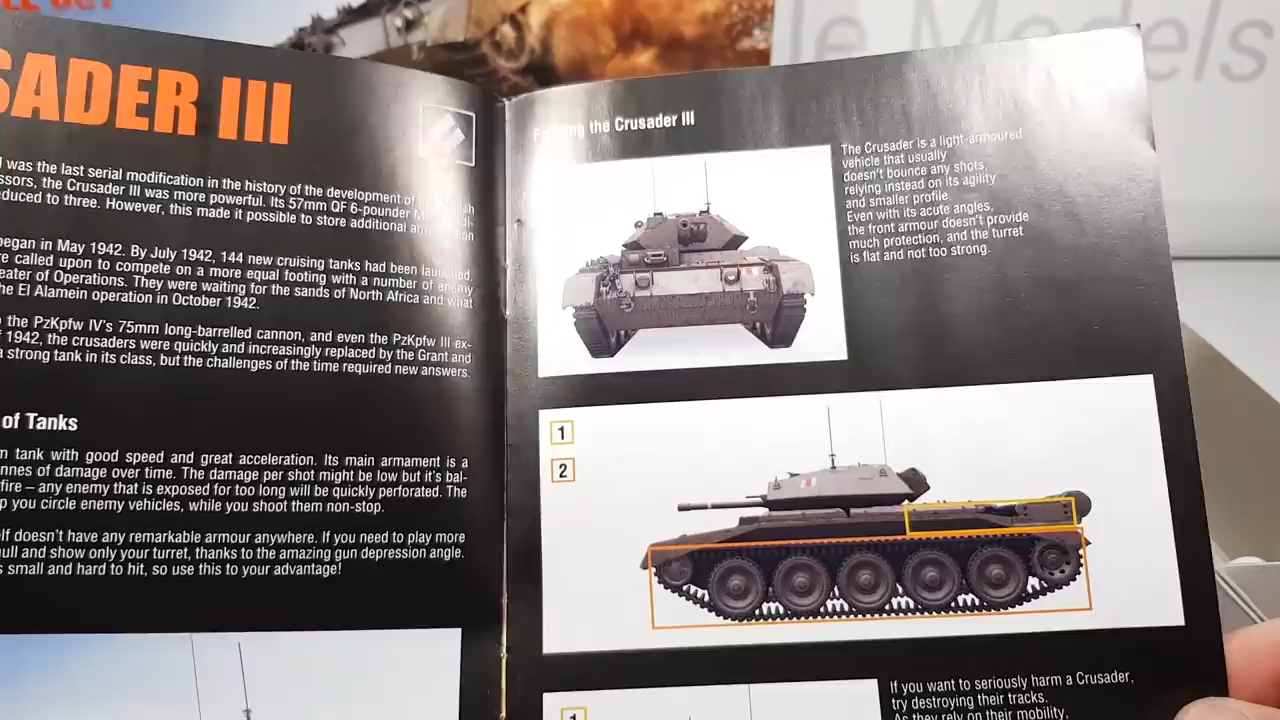 SADER III
was the last serial modification in the history of the development of
ssors, the Crusader III was more powerful. Its 57mm QF 6-pounder
duced to three. However, this made it possible to store additional
began in May 1942. By July 1942, 144 new cruising tanks had been
re called upon to compete on a more equal footing with a number of enemy
eater of Operations. They were waiting for the sands of North Africa and what
he El Alamein operation in October 1942.
the PzKpfw IV's 75mm long-barrelled cannon, and even the PzKpfw III ex-
1942, the crusaders were quickly and increasingly replaced by the Grant and
a strong tank in its class, but the challenges of the time required new answers.
of Tanks
tank with good speed and great acceleration. Its main armament is a
nnes of damage over time. The damage per shot might be low but it's bal-
fire – any enemy that is exposed for too long will be quickly perforated. The
p you circle enemy vehicles, while you shoot them non-stop.
lf doesn't have any remarkable armour anywhere. If you need to play more
ull and show only your turret, thanks to the amazing gun depression angle.
s small and hard to hit, so use this to your advantage!
le Models
the Crusader III
The Crusader is a light-armoured
vehicle that usually
doesn't bounce any shots,
relying instead on its agility
and smaller profile.
Even with its acute angles,
the front armour doesn't provide
much protection, and the turret
is flat and not too strong.
1
2
1
If you want to seriously harm a Crusader,
try destroying their tracks.
As they rely on their mobility,